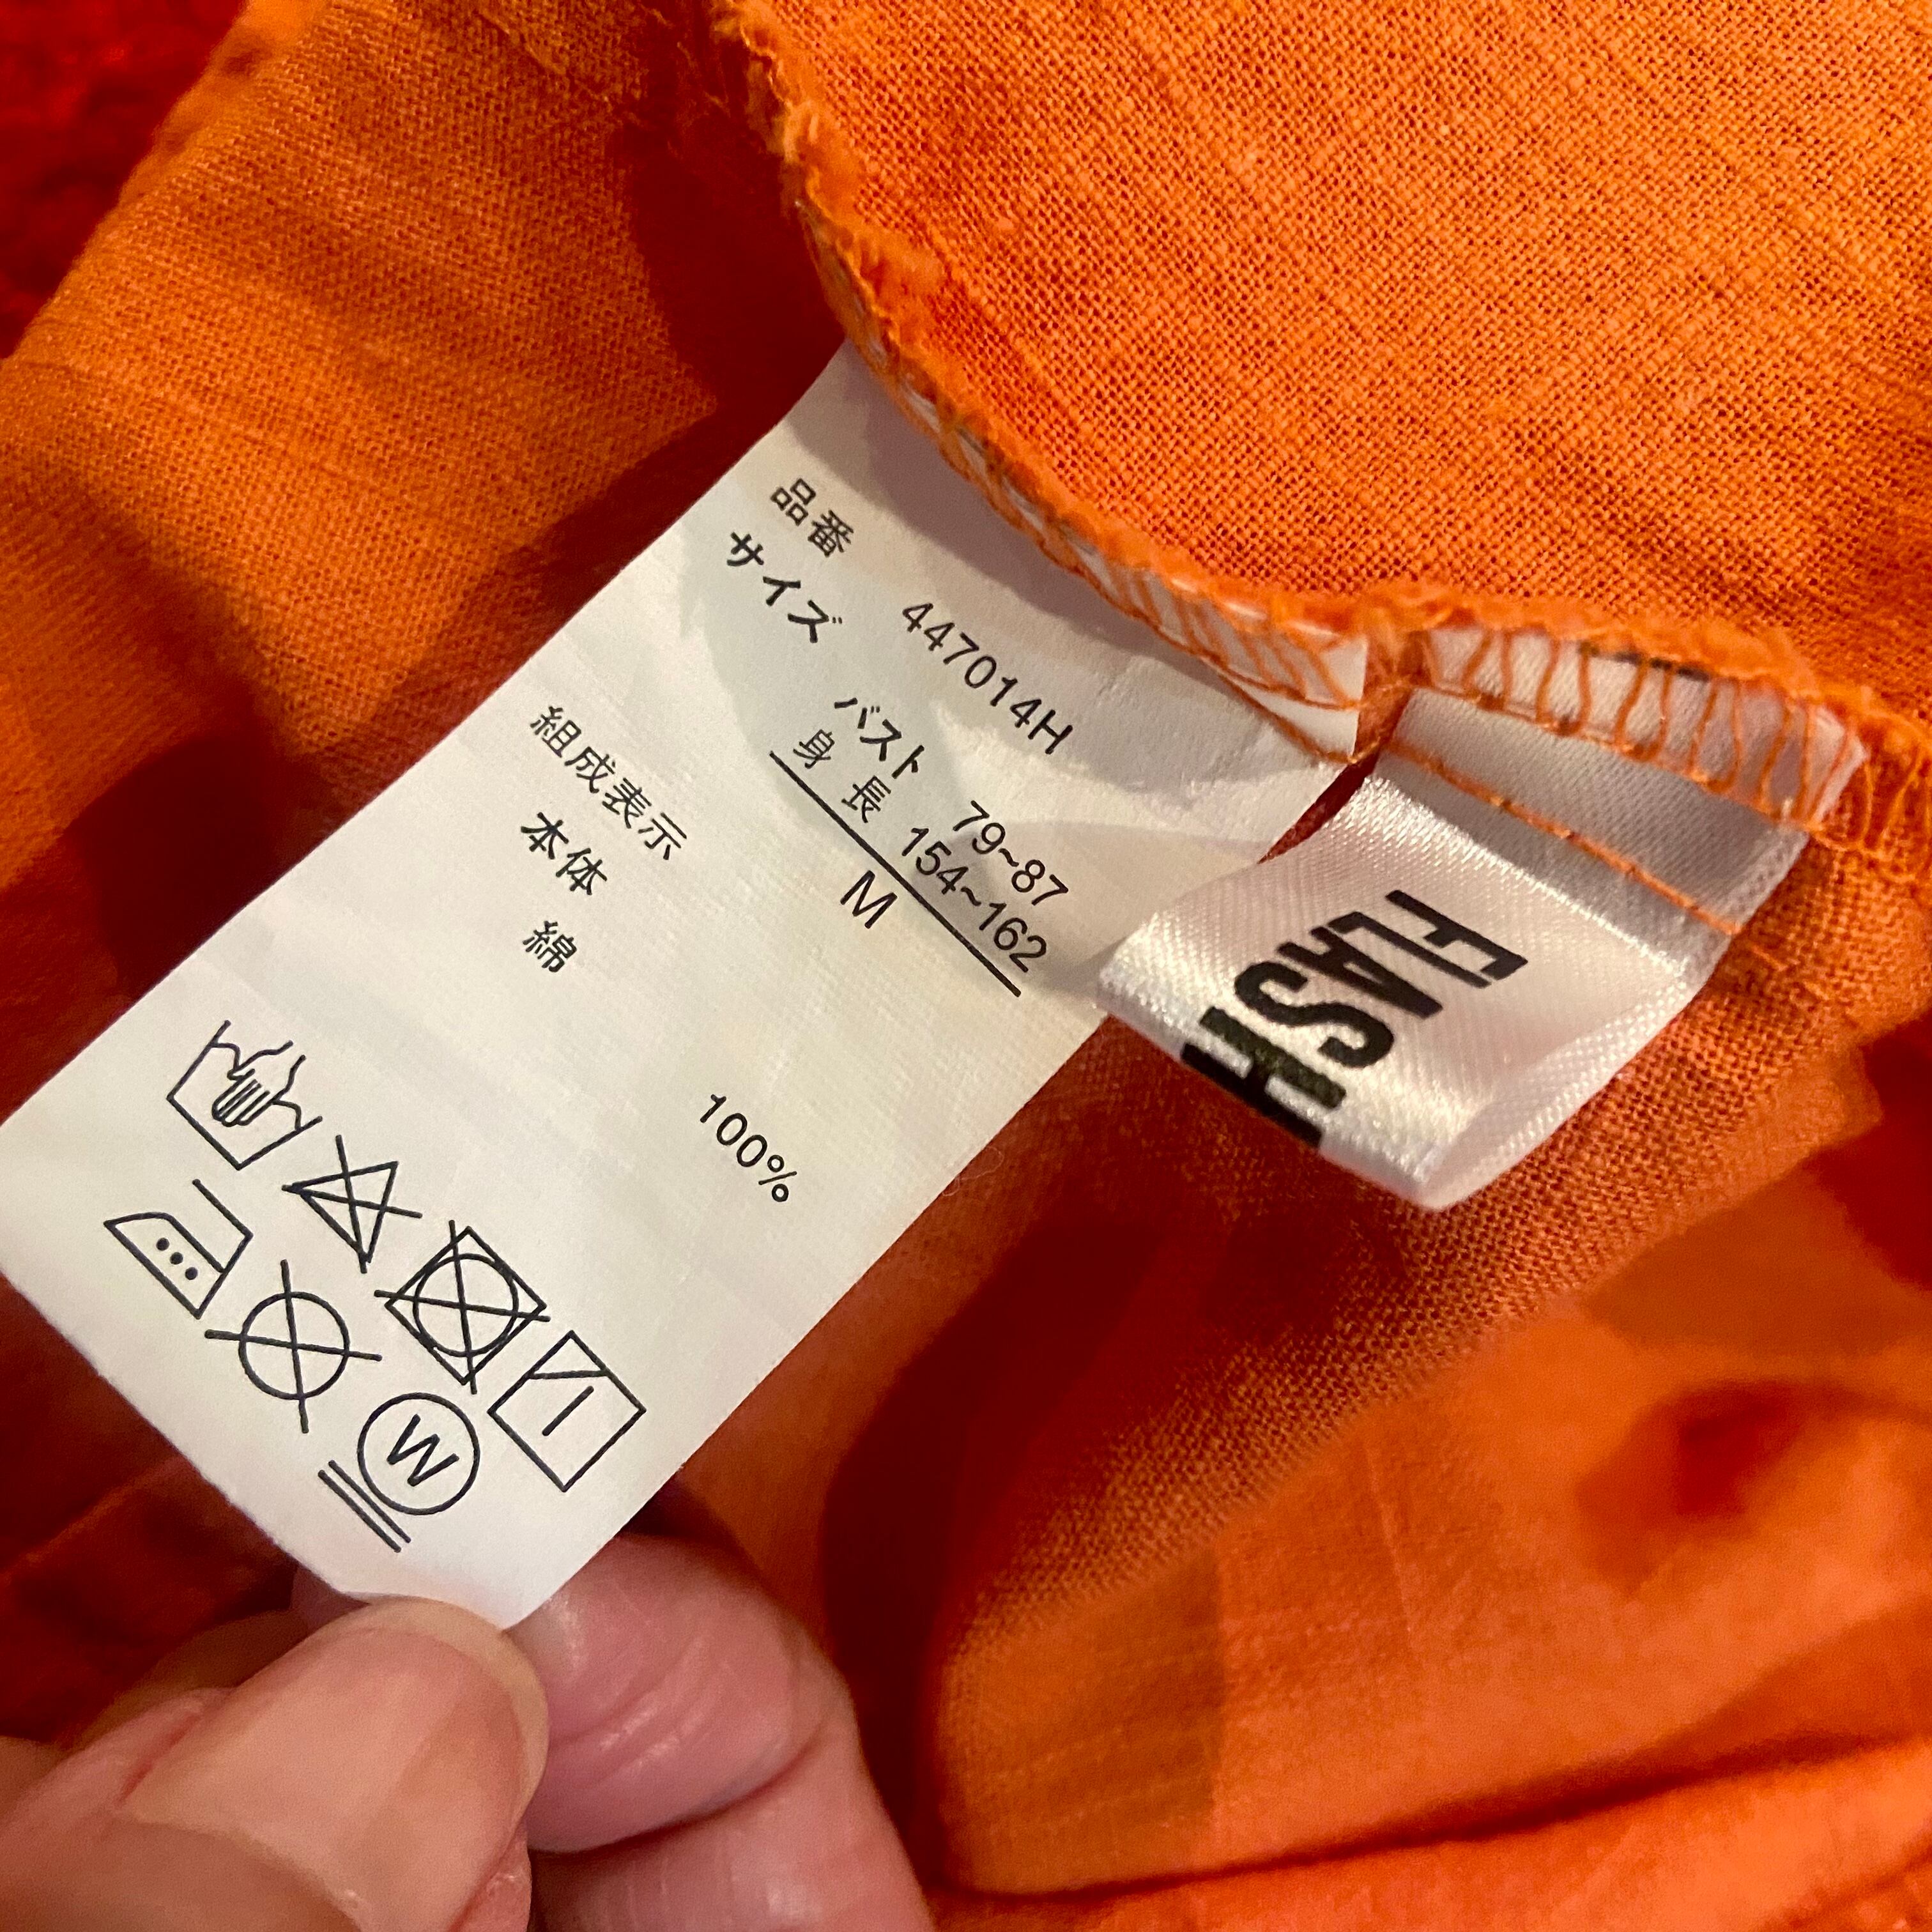 品番 447014H
サイズ
バスト 79~87
身長 154~162
M
組成表示
本体
綿 100%
W
FLASH